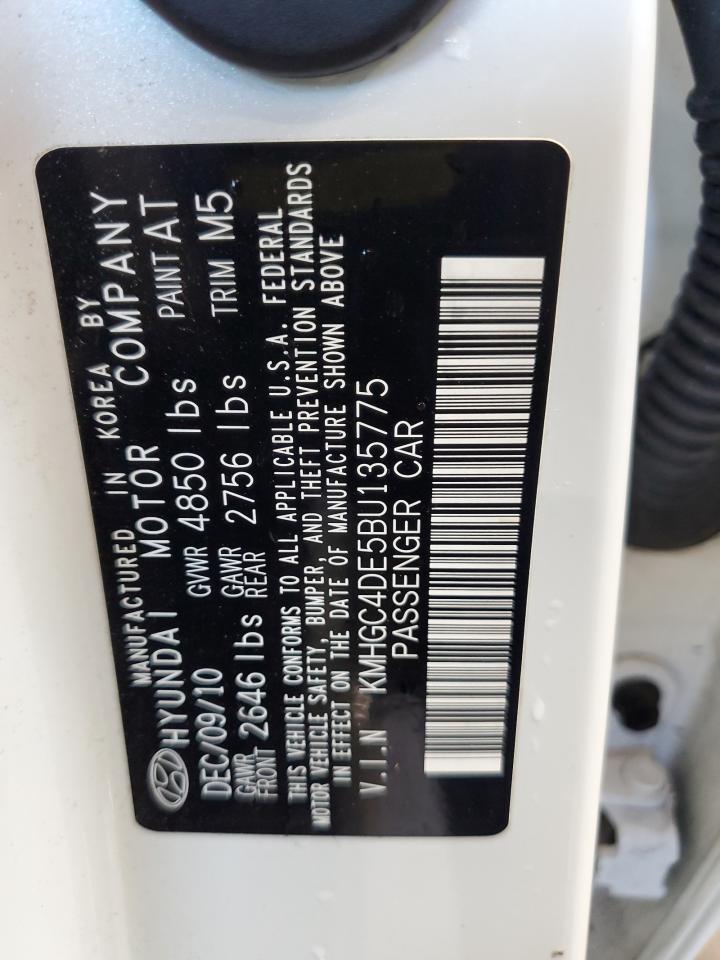 MANUFACTURED IN KOREA BY
HYUNDAI MOTOR COMPANY
DEC/09/10 GVWR 4850 lbs PAINT AT
GAWR FRONT 2646 lbs GAWR REAR 2756 lbs TRIM M5
THIS VEHICLE CONFORMS TO ALL APPLICABLE U.S.A. FEDERAL
MOTOR VEHICLE SAFETY, BUMPER, AND THEFT PREVENTION STANDARDS
IN EFFECT ON THE DATE OF MANUFACTURE SHOWN ABOVE
V.I.N KMHGC4DE5BU135775
PASSENGER CAR